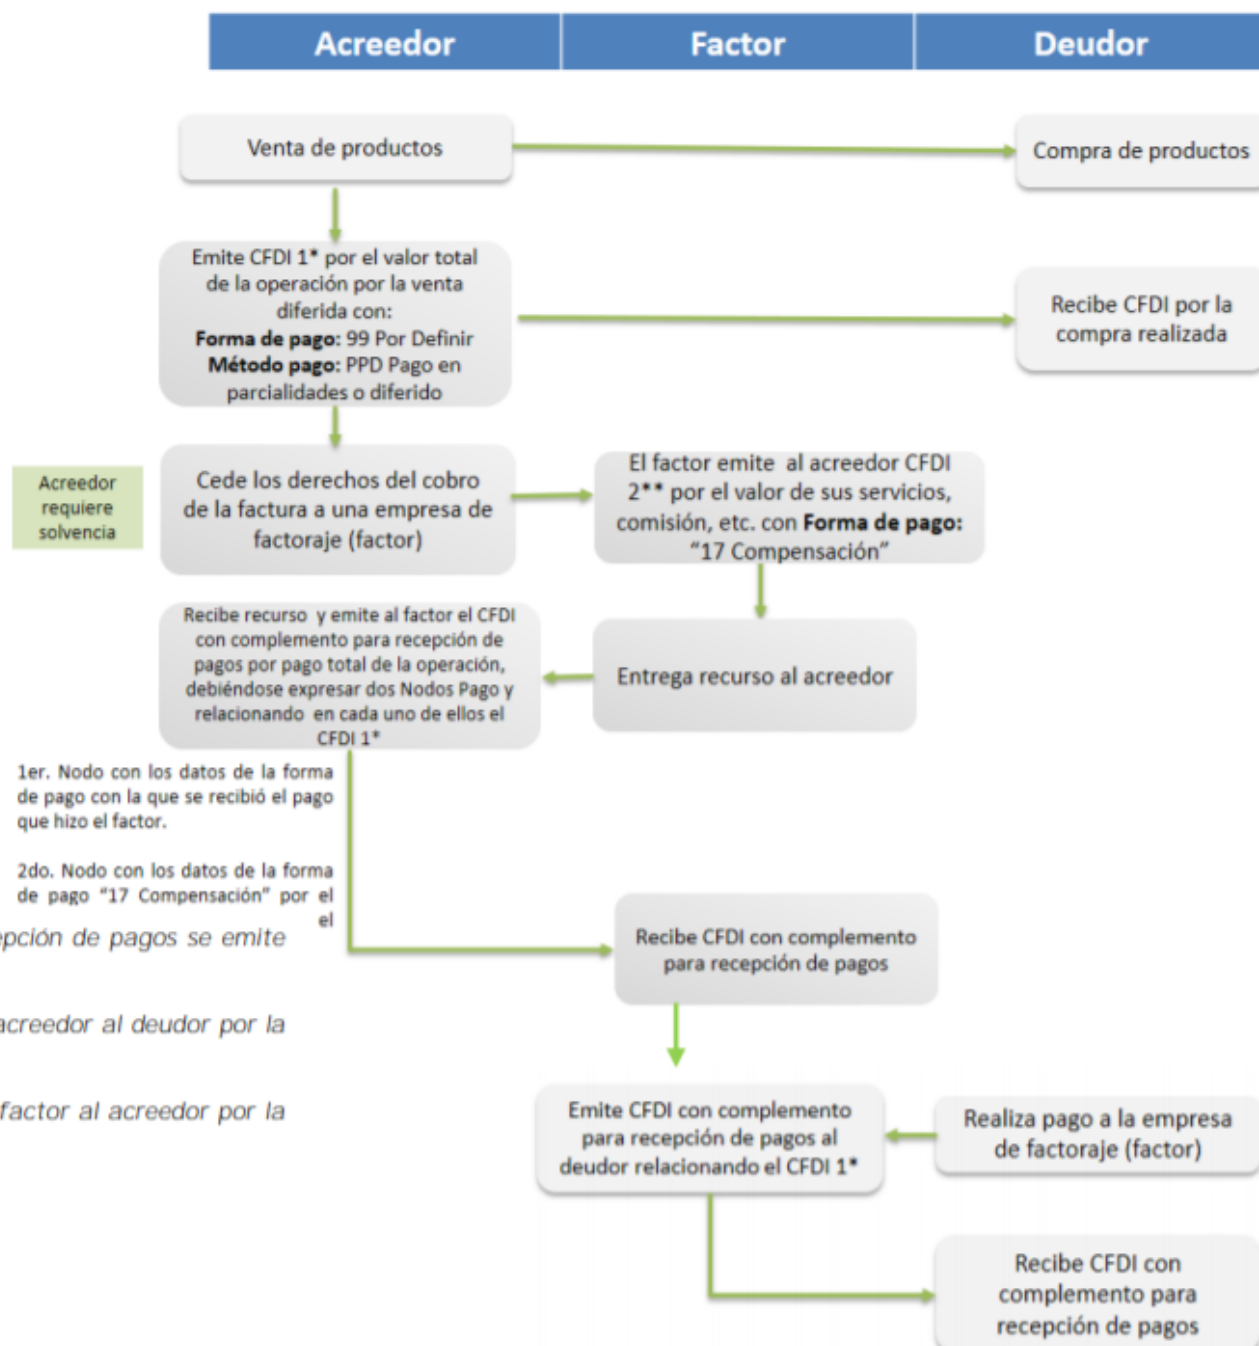 Acreedor
Factor
Deudor
Venta de productos
Compra de productos
Emite CFDI 1* por el valor total
de la operación por la venta
diferida con:
Forma de pago: 99 Por Definir
Método pago: PPD Pago en
parcialidades o diferido
Recibe CFDI por la
compra realizada
Acreedor
requiere
solvencia
Cede los derechos del cobro
de la factura a una empresa de
factoraje (factor)
El factor emite al acreedor CFDI
2** por el valor de sus servicios,
comisión, etc. con Forma de pago:
"17 Compensación"
Recibe recurso y emite al factor el CFDI
con complemento para recepción de
pagos por pago total de la operación,
debiéndose expresar dos Nodos Pago y
relacionando en cada uno de ellos el
CFDI 1*
Entrega recurso al acreedor
1er. Nodo con los datos de la forma
de pago con la que se recibió el pago
que hizo el factor.
2do. Nodo con los datos de la forma
de pago "17 Compensación" por el
el
epción de pagos se emite
Recibe CFDI con complemento
para recepción de pagos
acreedor al deudor por la
factor al acreedor por la
Emite CFDI con complemento
para recepción de pagos al
deudor relacionando el CFDI 1*
Realiza pago a la empresa
de factoraje (factor)
Recibe CFDI con
complemento para
recepción de pagos